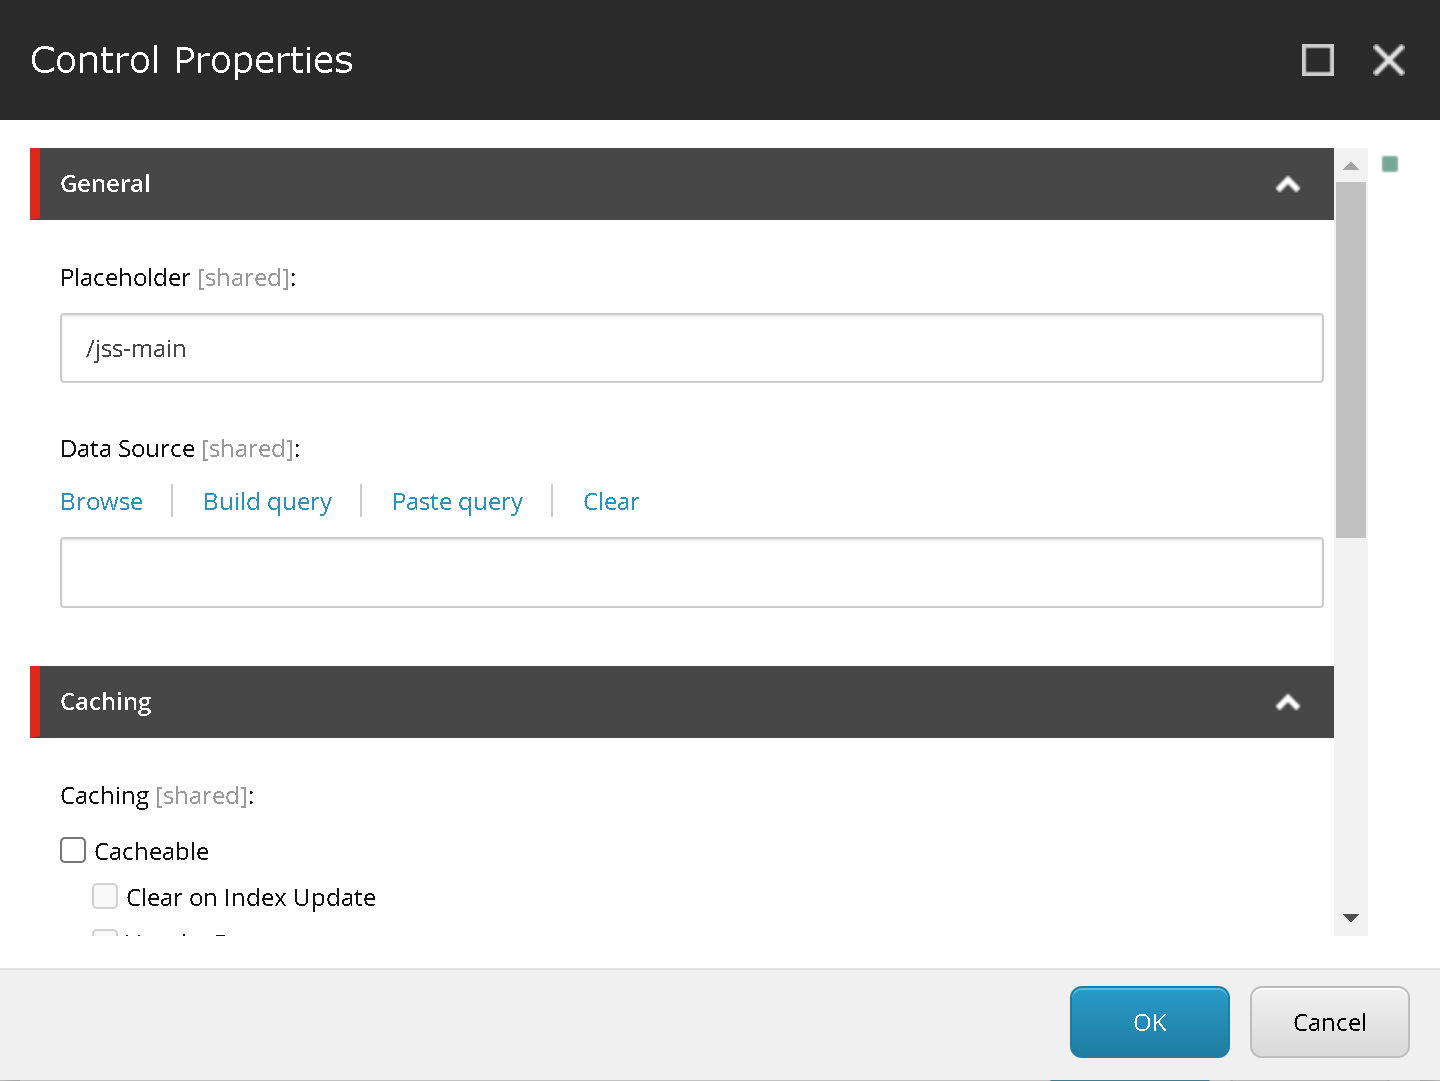 Control Properties
General
Placeholder [shared]:
/jss-main
Data Source [shared]:
Browse
Build query
Paste query
Clear
Caching
Caching [shared]:
Cacheable
Clear on Index Update
OK
Cancel